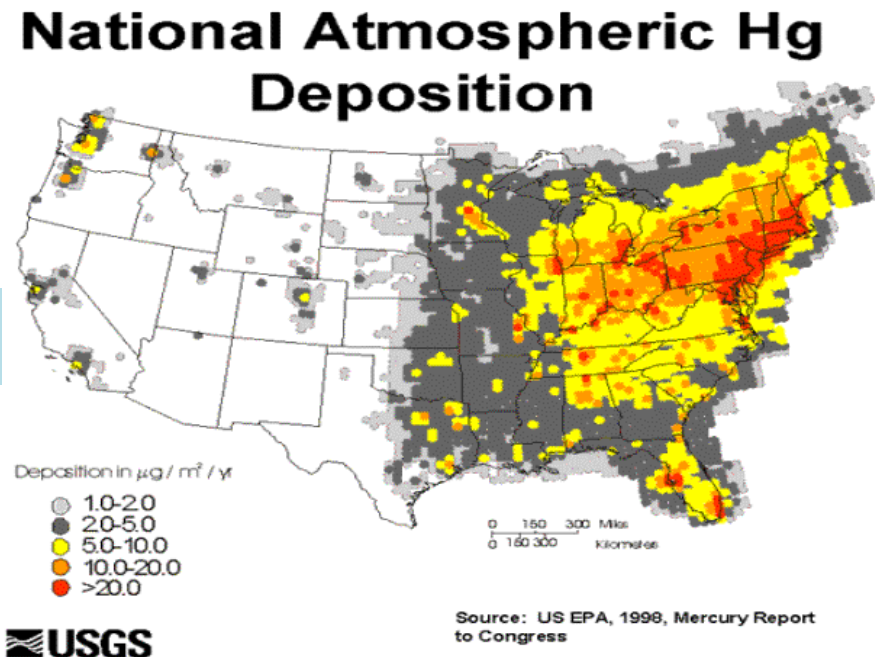 National Atmospheric Hg
Deposition
Deposition in μg / m² / yr
1.0-2.0
2.0-5.0
5.0-10.0
10.0-20.0
>20.0
0 150 300 Miles
0 150 300 Kilometers
Source: US EPA, 1998, Mercury Report
to Congress
USGS